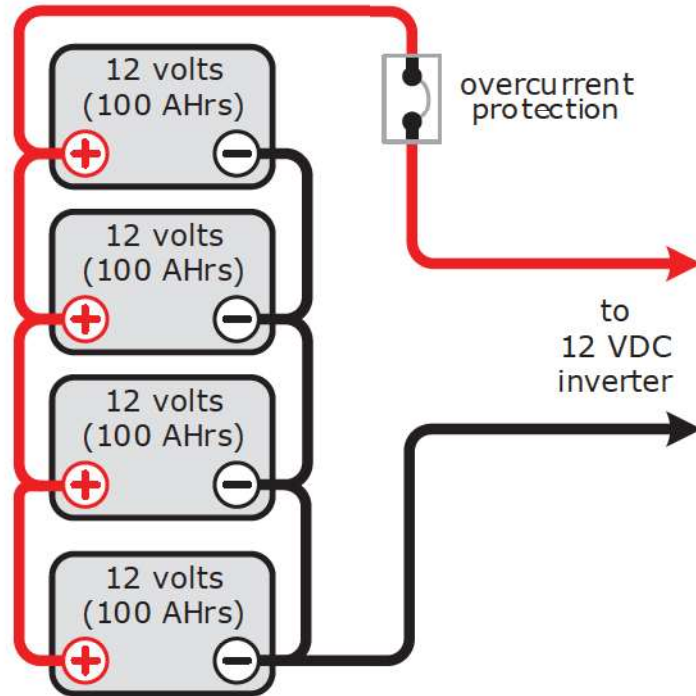 12 volts
(100 AHrs)
+
−
overcurrent
protection
12 volts
(100 AHrs)
+
−
to
12 VDC
inverter
12 volts
(100 AHrs)
+
−
12 volts
(100 AHrs)
+
−